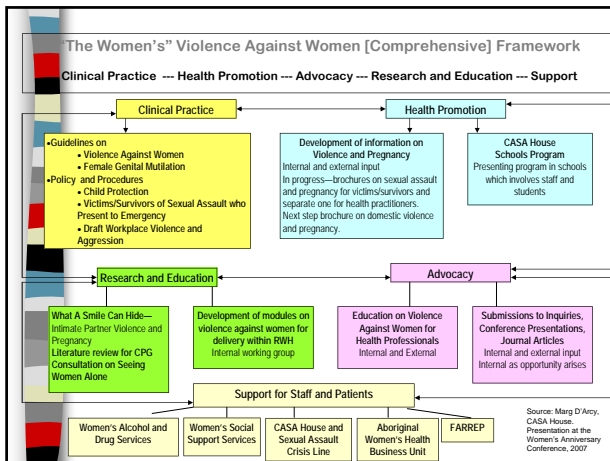 "The Women's" Violence Against Women [Comprehensive] Framework
Clinical Practice --- Health Promotion --- Advocacy --- Research and Education --- Support
Clinical Practice
Health Promotion
•Guidelines on
• Violence Against Women
• Female Genital Mutilation
•Policy and Procedures
• Child Protection
• Victims/Survivors of Sexual Assault who
Present to Emergency
• Draft Workplace Violence and
Aggression
Development of information on
Violence and Pregnancy
Internal and external input
In progress—brochures on sexual assault
and pregnancy for victims/survivors and
separate one for health practitioners.
Next step brochure on domestic violence
and pregnancy.
CASA House
Schools Program
Presenting program in schools
which involves staff and
students
Research and Education
Advocacy
What A Smile Can Hide—
Intimate Partner Violence and
Pregnancy
Literature review for CPG
Consultation on Seeing
Women Alone
Development of modules on
violence against women for
delivery within RWH
Internal working group
Education on Violence
Against Women for
Health Professionals
Internal and External
Submissions to Inquiries,
Conference Presentations,
Journal Articles
Internal and external input
Internal as opportunity arises
Support for Staff and Patients
Women's Alcohol and
Drug Services
Women's Social
Support Services
CASA House and
Sexual Assault
Crisis Line
Aboriginal
Women's Health
Business Unit
FARREP
Source: Marg D'Arcy,
CASA House.
Presentation at the
Women's Anniversary
Conference, 2007